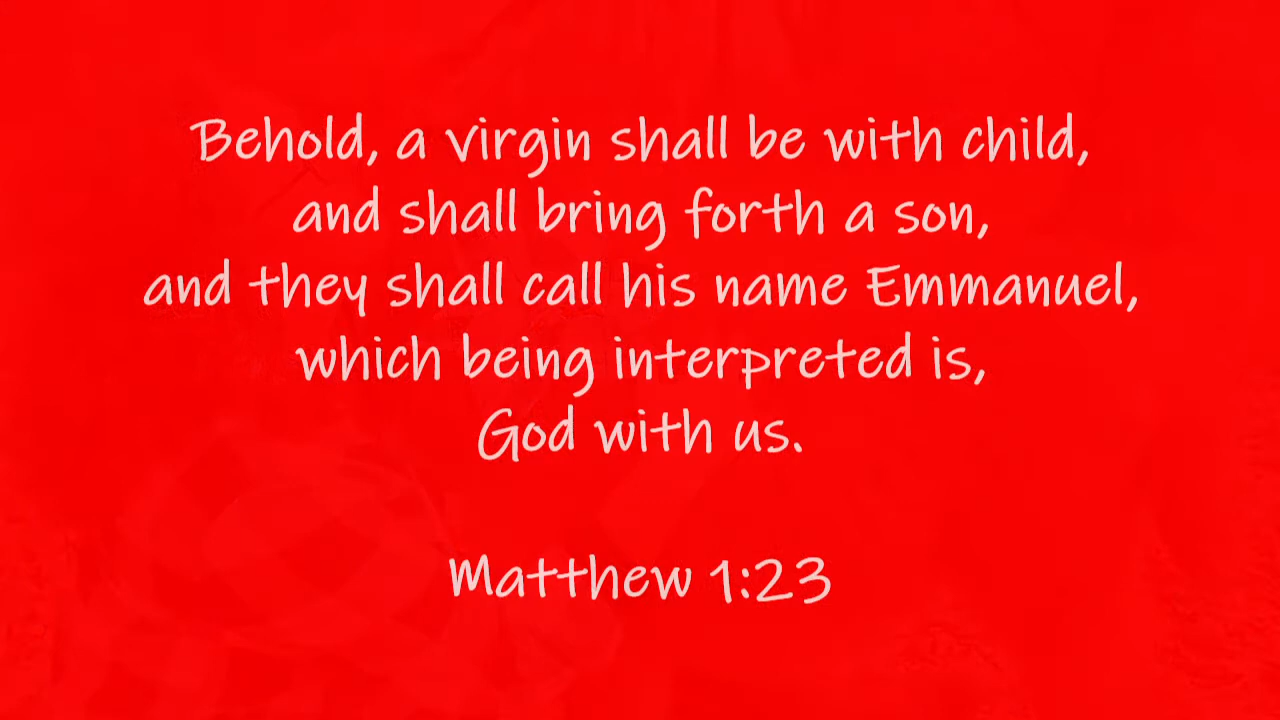 Behold, a virgin shall be with child,
and shall bring forth a son,
and they shall call his name Emmanuel,
which being interpreted is,
God with us.
Matthew 1:23